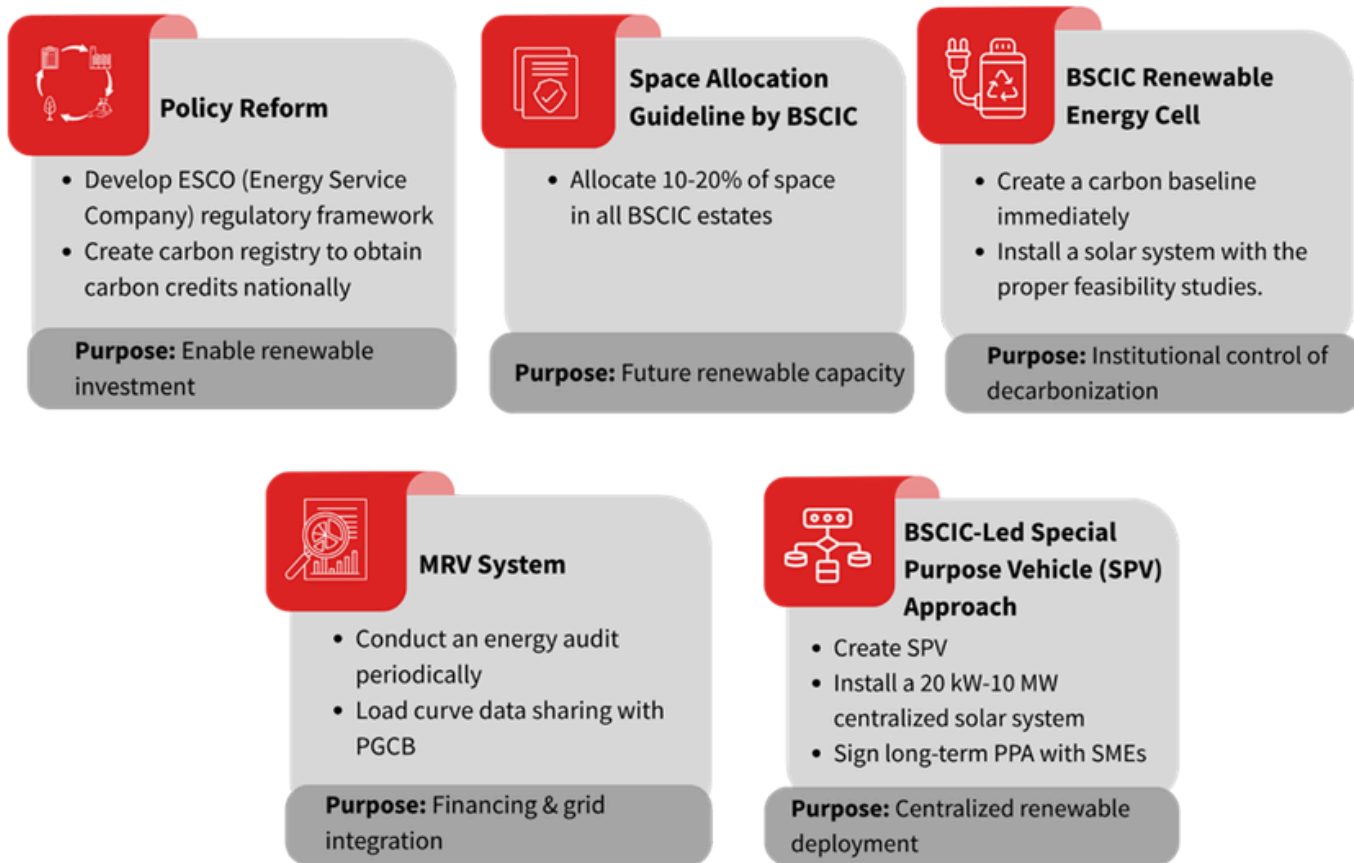 Policy Reform
• Develop ESCO (Energy Service
Company) regulatory framework
• Create carbon registry to obtain
carbon credits nationally
Purpose: Enable renewable
investment
Space Allocation
Guideline by BSCIC
• Allocate 10-20% of space
in all BSCIC estates
Purpose: Future renewable capacity
BSCIC Renewable
Energy Cell
• Create a carbon baseline
immediately
• Install a solar system with the
proper feasibility studies.
Purpose: Institutional control of
decarbonization
MRV System
• Conduct an energy audit
periodically
• Load curve data sharing with
PGCB
Purpose: Financing & grid
integration
BSCIC-Led Special
Purpose Vehicle (SPV)
Approach
• Create SPV
• Install a 20 kW-10 MW
centralized solar system
• Sign long-term PPA with SMEs
Purpose: Centralized renewable
deployment